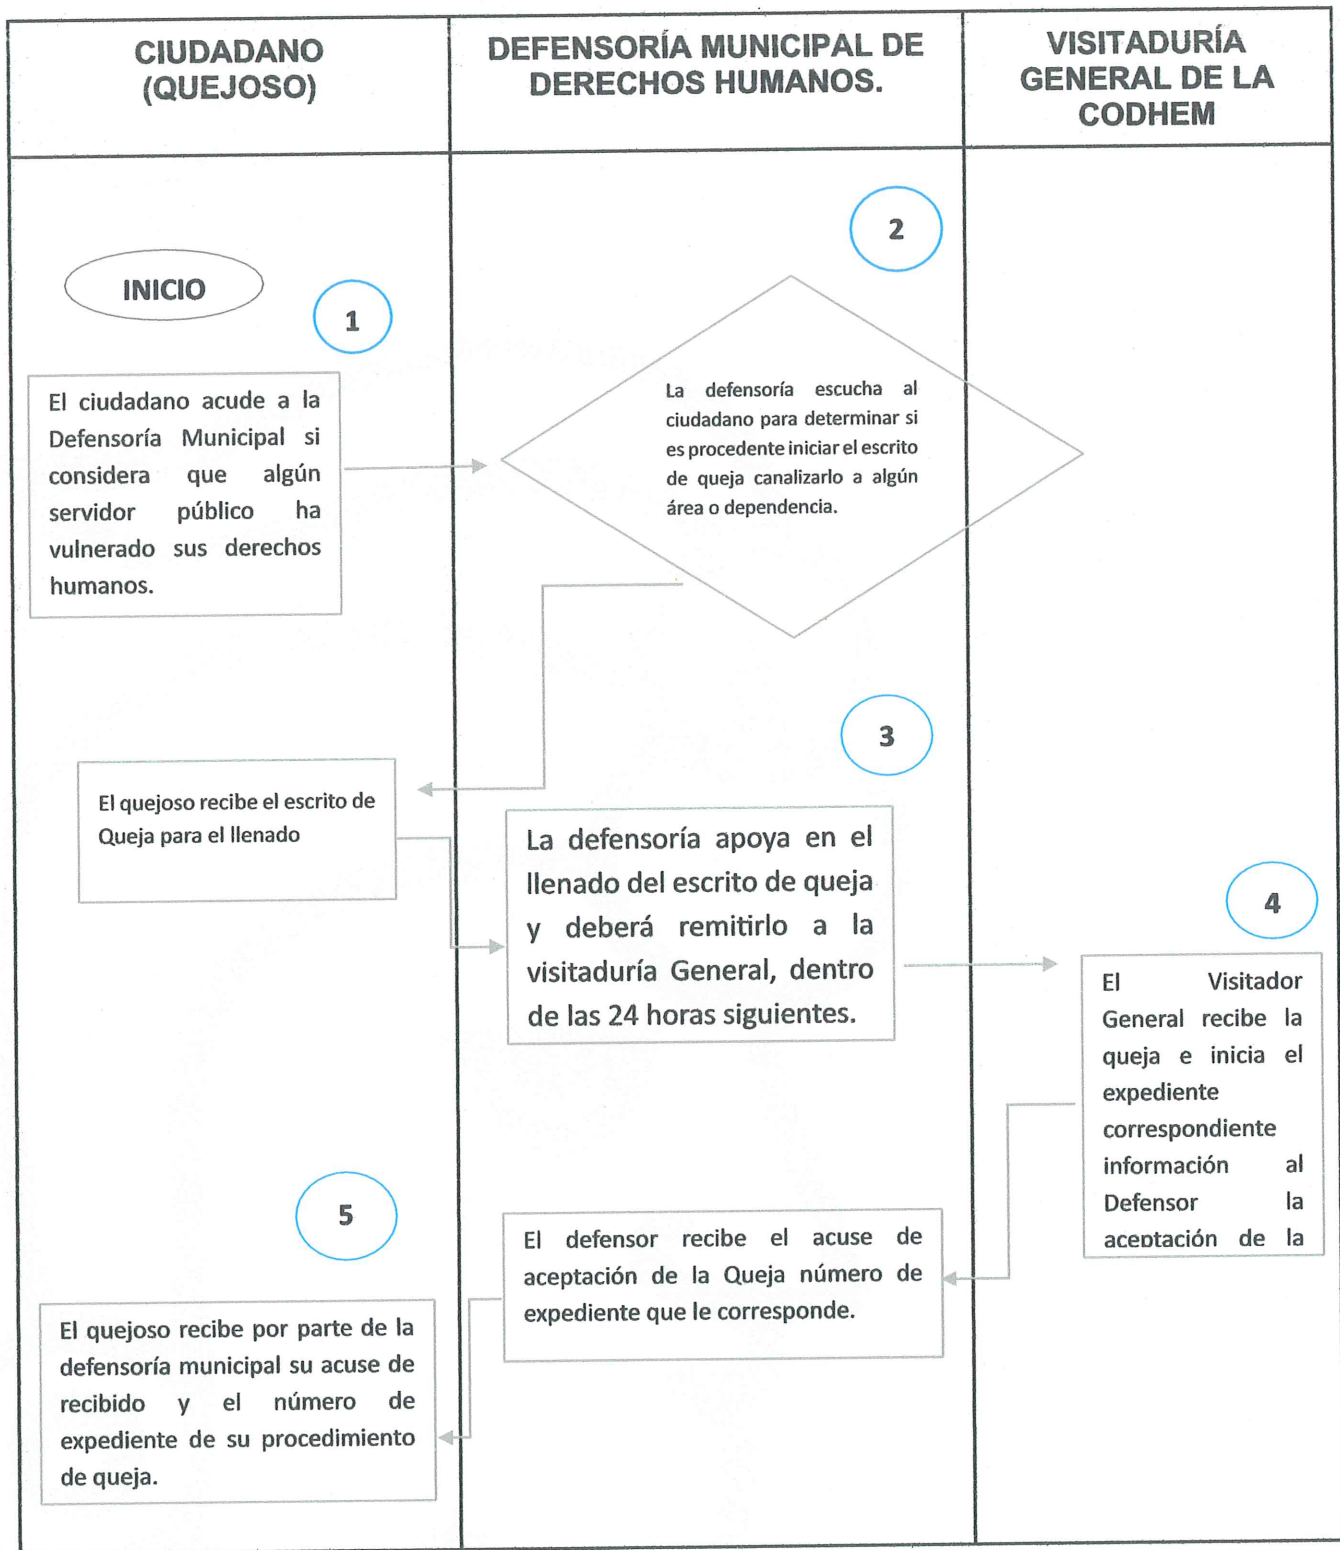 CIUDADANO
(QUEJOSO)
DEFENSORÍA MUNICIPAL DE
DERECHOS HUMANOS.
VISITADURÍA
GENERAL DE LA
CODHEM
INICIO
1
El ciudadano acude a la
Defensoría Municipal si
considera que algún
servidor público ha
vulnerado sus derechos
humanos.
2
La defensoría escucha al
ciudadano para determinar si
es procedente iniciar el escrito
de queja canalizarlo a algún
área o dependencia.
El quejoso recibe el escrito de
Queja para el llenado
3
La defensoría apoya en el
llenado del escrito de queja
y deberá remitirlo a la
visitaduría General, dentro
de las 24 horas siguientes.
4
El Visitador
General recibe la
queja e inicia el
expediente
correspondiente
información al
Defensor la
aceptación de la
El defensor recibe el acuse de
aceptación de la Queja número de
expediente que le corresponde.
5
El quejoso recibe por parte de la
defensoría municipal su acuse de
recibido y el número de
expediente de su procedimiento
de queja.